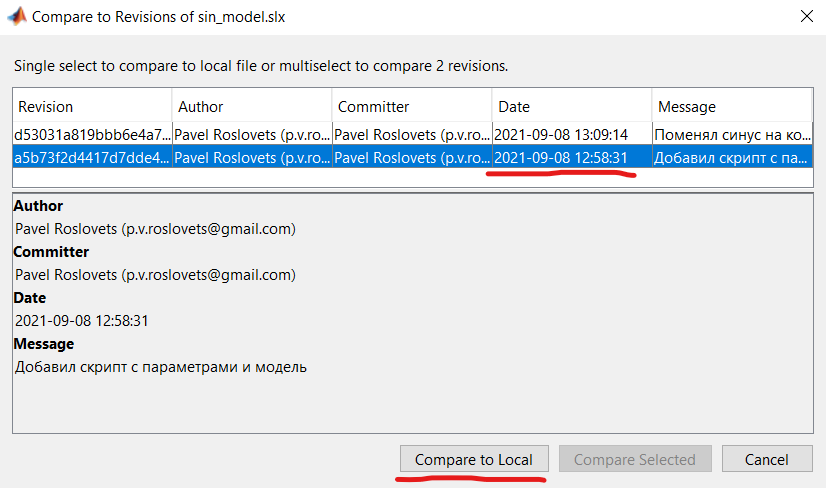 Compare to Revisions of sin_model.slx
Single select to compare to local file or multiselect to compare 2 revisions.
Revision Author Committer Date Message
d53031a819bbb6e4a7... Pavel Roslovets (p.v.ro... Pavel Roslovets (p.v.ro... 2021-09-08 13:09:14 Поменял синус на ко...
a5b73f2d4417d7dde4... Pavel Roslovets (p.v.ro... Pavel Roslovets (p.v.ro... 2021-09-08 12:58:31 Добавил скрипт с па...
Author
Pavel Roslovets (p.v.roslovets@gmail.com)
Committer
Pavel Roslovets (p.v.roslovets@gmail.com)
Date
2021-09-08 12:58:31
Message
Добавил скрипт с параметрами и модель
Compare to Local Compare Selected Cancel